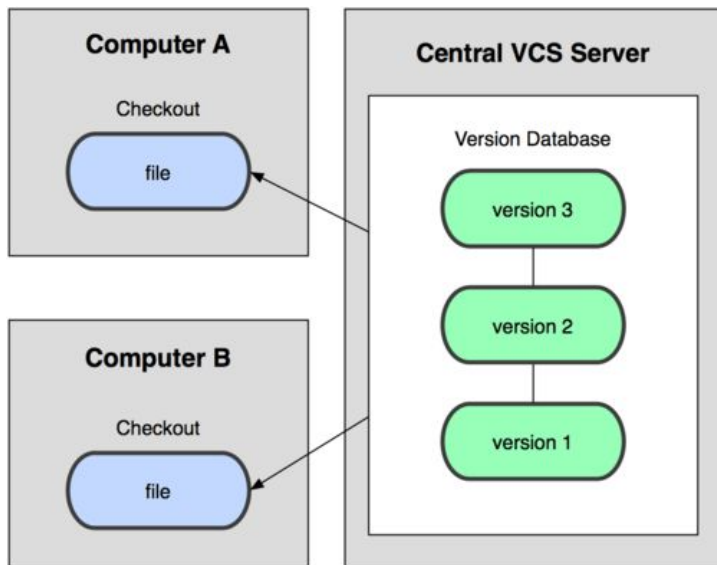 Computer A
Checkout
file
Computer B
Checkout
file
Central VCS Server
Version Database
version 3
version 2
version 1